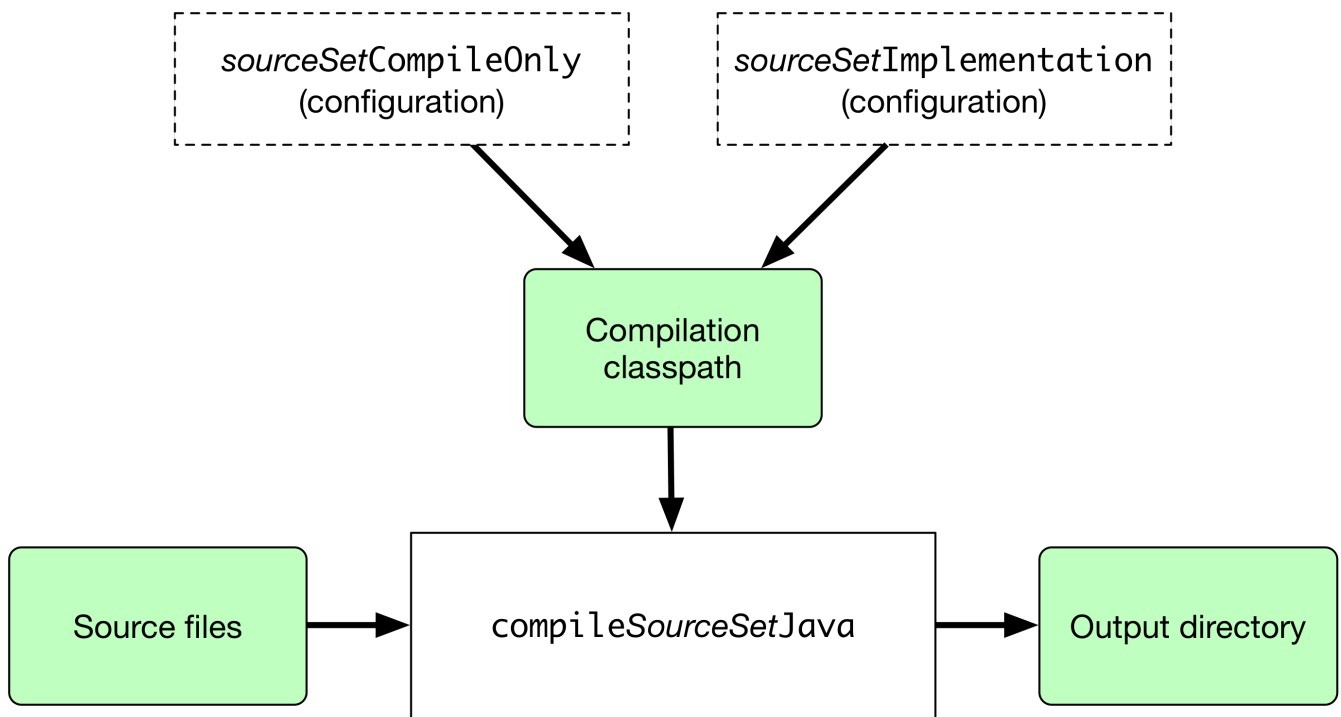 sourceSetCompileOnly
(configuration)
sourceSetImplementation
(configuration)
Compilation
classpath
Source files
compileSourceSetJava
Output directory